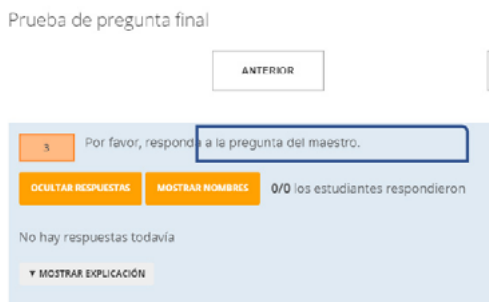 Prueba de pregunta final
ANTERIOR
3 Por favor, responda a la pregunta del maestro.
OCULTAR RESPUESTAS MOSTRAR NOMBRES 0/0 los estudiantes respondieron
No hay respuestas todavía
▼ MOSTRAR EXPLICACIÓN